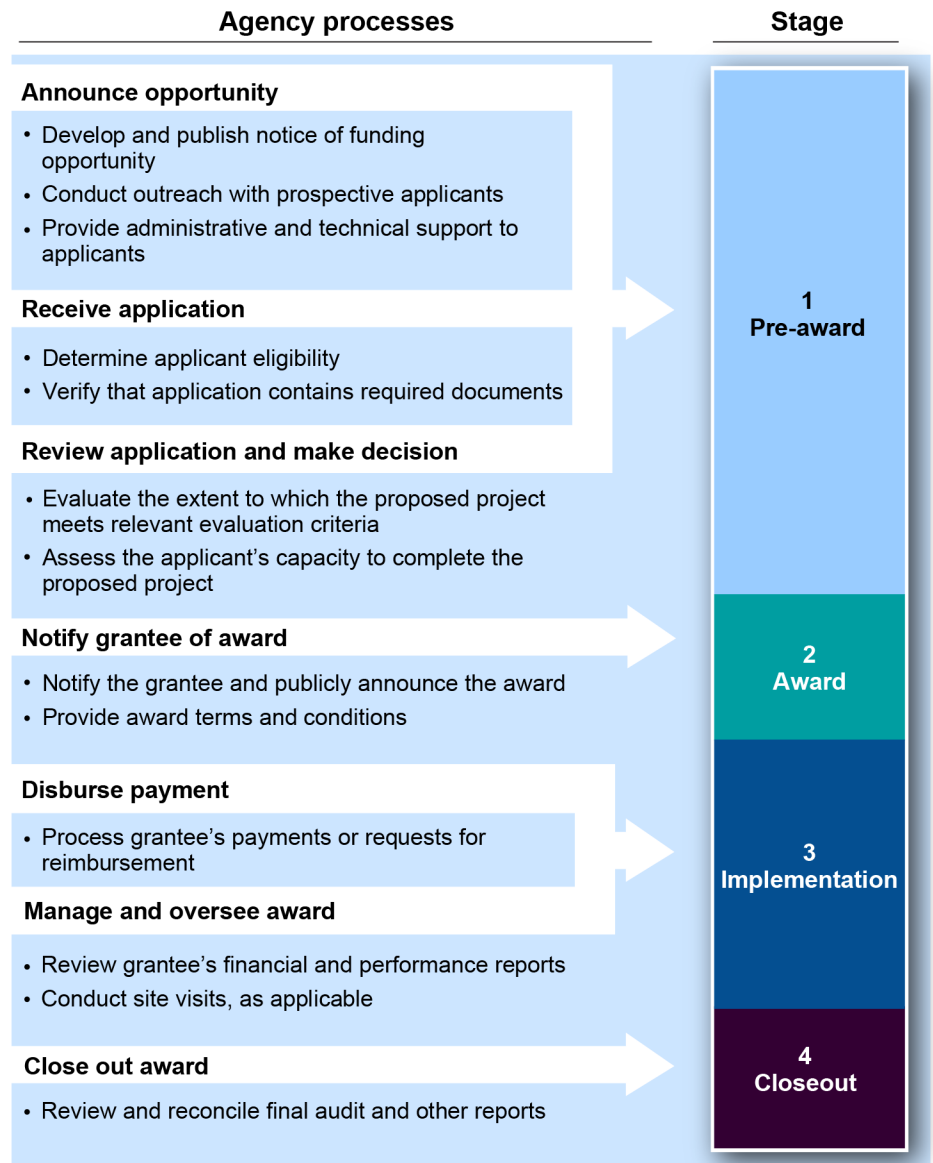 Agency processes
Stage
Announce opportunity
• Develop and publish notice of funding
opportunity
• Conduct outreach with prospective applicants
• Provide administrative and technical support to
applicants
Receive application
• Determine applicant eligibility
• Verify that application contains required documents
Review application and make decision
• Evaluate the extent to which the proposed project
meets relevant evaluation criteria
• Assess the applicant’s capacity to complete the
proposed project
1
Pre-award
Notify grantee of award
• Notify the grantee and publicly announce the award
• Provide award terms and conditions
2
Award
Disburse payment
• Process grantee’s payments or requests for
reimbursement
Manage and oversee award
• Review grantee’s financial and performance reports
• Conduct site visits, as applicable
3
Implementation
Close out award
• Review and reconcile final audit and other reports
4
Closeout